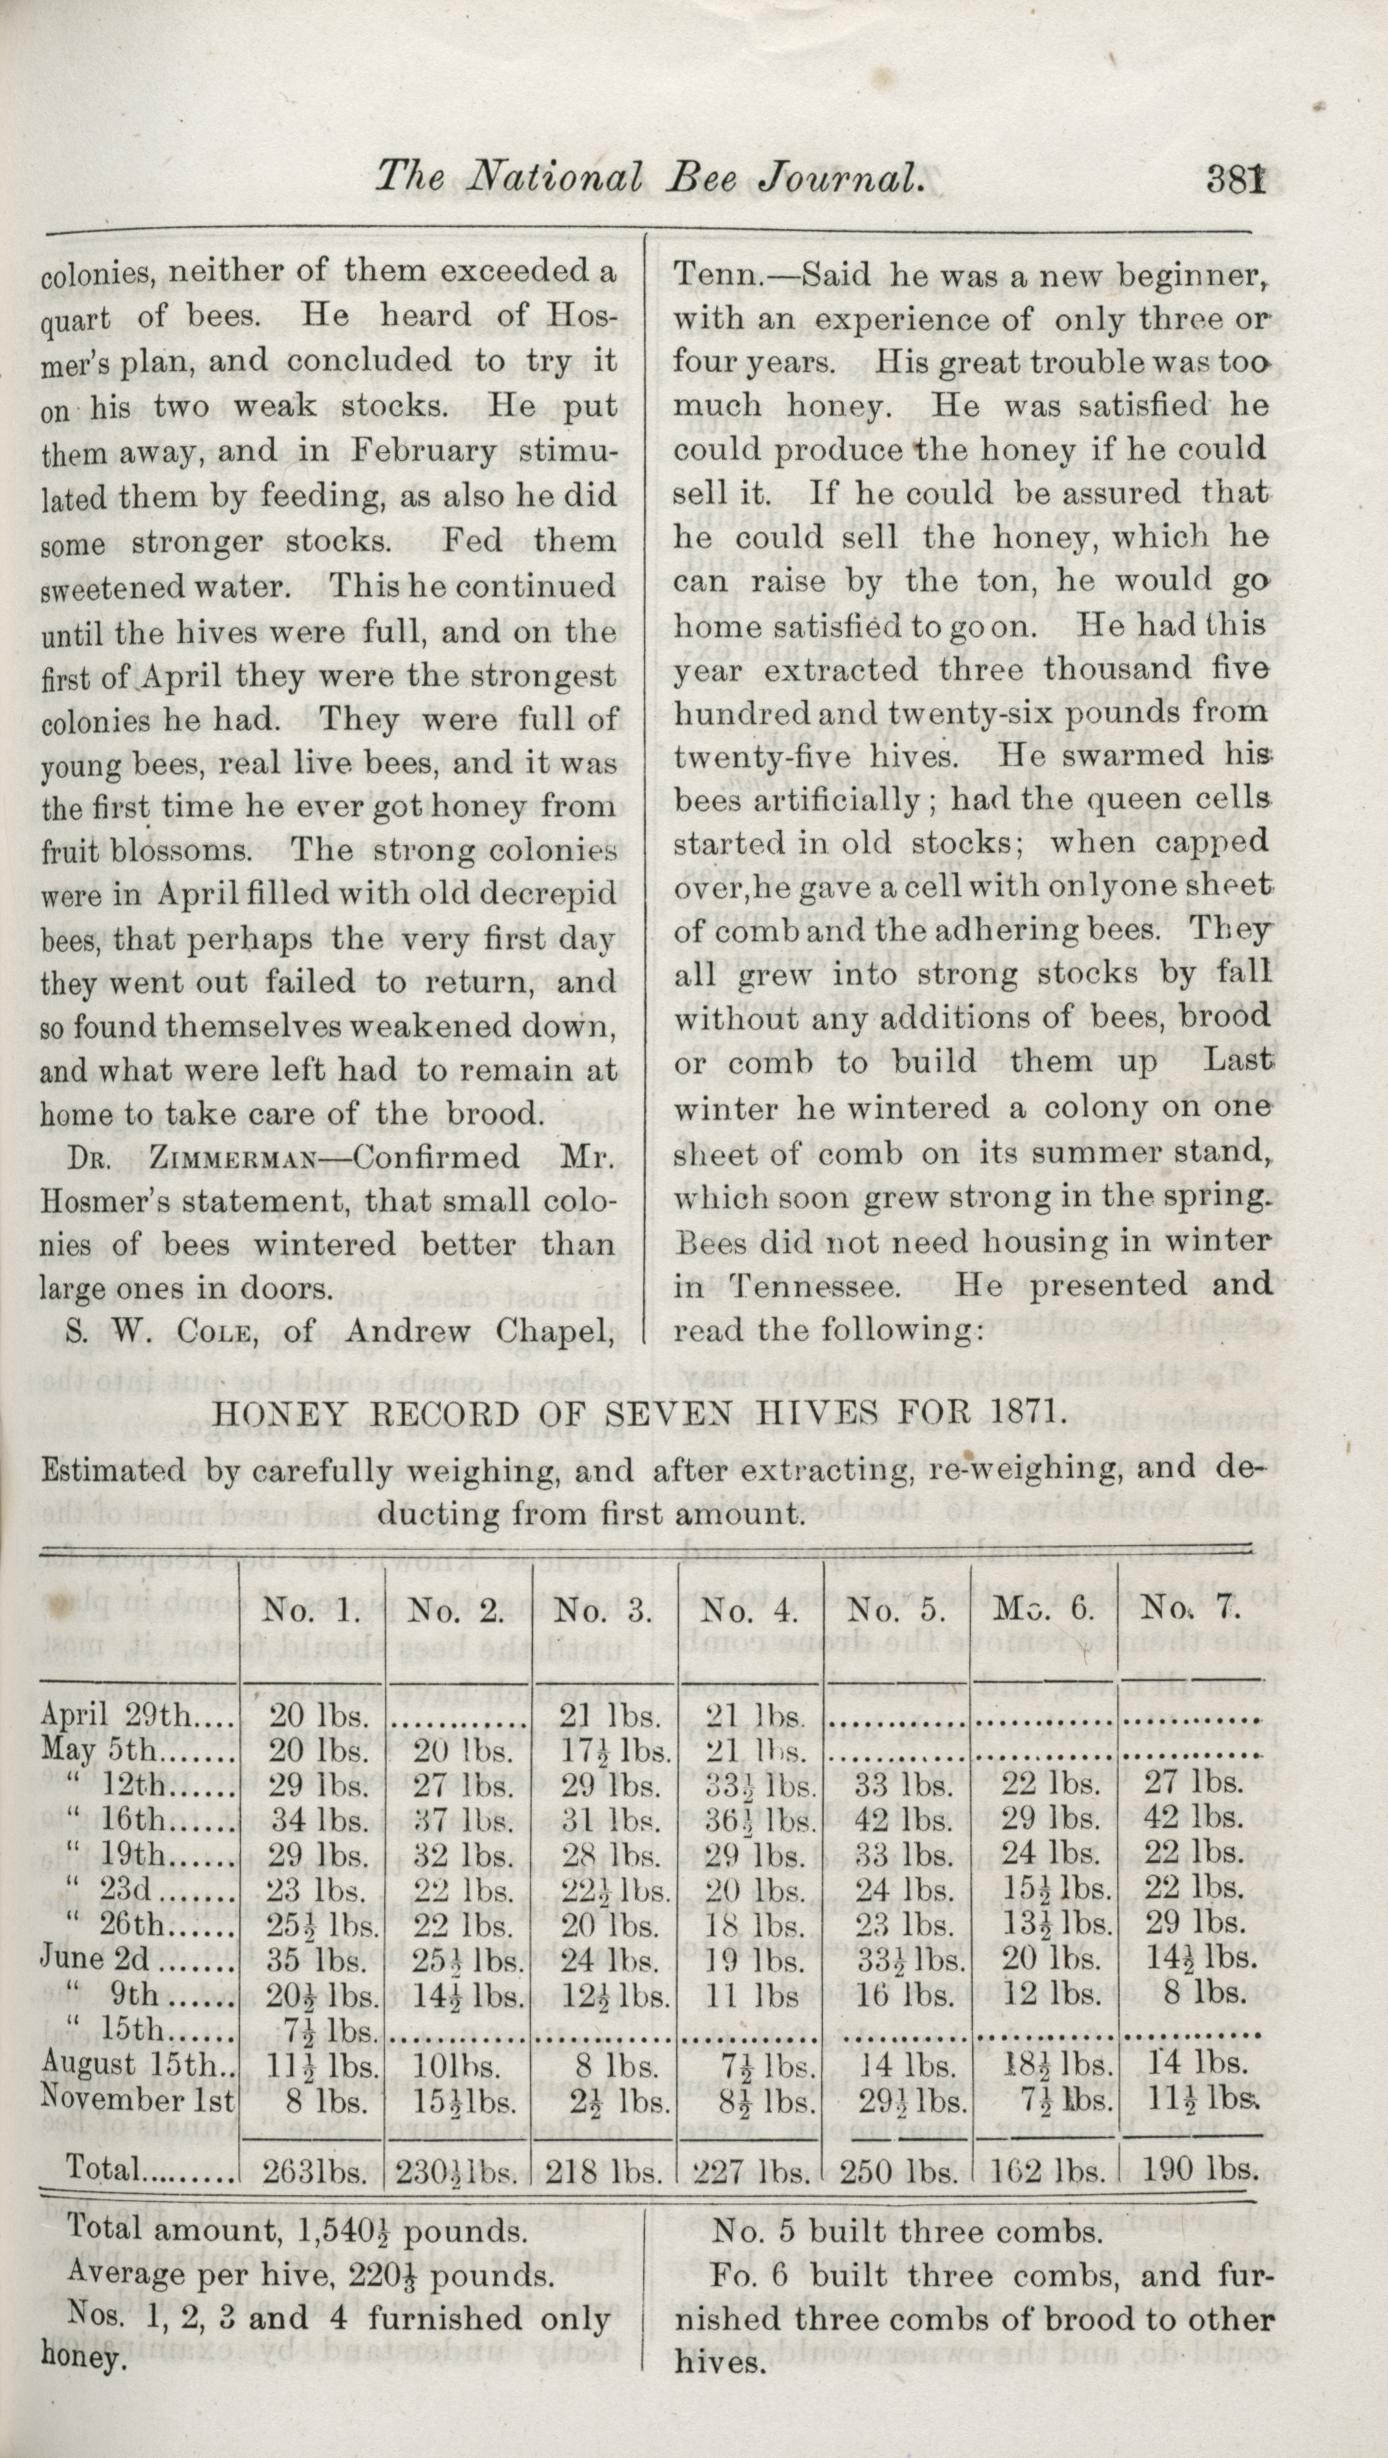 The National Bee Journal. 381
colonies, neither of them exceeded a
quart of bees. He heard of Hos-
mer's plan, and concluded to try it
on his two weak stocks. He put
them away, and in February stimu-
lated them by feeding, as also he did
some stronger stocks. Fed them
sweetened water. This he continued
until the hives were full, and on the
first of April they were the strongest
colonies he had. They were full of
young bees, real live bees, and it was
the first time he ever got honey from
fruit blossoms. The strong colonies
were in April filled with old decrepid
bees, that perhaps the very first day
they went out failed to return, and
so found themselves weakened down,
and what were left had to remain at
home to take care of the brood.
DR. ZIMMERMAN—Confirmed Mr.
Hosmer's statement, that small colo-
nies of bees wintered better than
large ones in doors.
S. W. COLE, of Andrew Chapel,
Tenn.—Said he was a new beginner,
with an experience of only three or
four years. His great trouble was too
much honey. He was satisfied he
could produce the honey if he could
sell it. If he could be assured that
he could sell the honey, which he
can raise by the ton, he would go
home satisfied to go on. He had this
year extracted three thousand five
hundred and twenty-six pounds from
twenty-five hives. He swarmed his
bees artificially; had the queen cells
started in old stocks; when capped
over, he gave a cell with only one sheet
of comb and the adhering bees. They
all grew into strong stocks by fall
without any additions of bees, brood
or comb to build them up Last
winter he wintered a colony on one
sheet of comb on its summer stand,
which soon grew strong in the spring.
Bees did not need housing in winter
in Tennessee. He presented and
read the following:
HONEY RECORD OF SEVEN HIVES FOR 1871.
Estimated by carefully weighing, and after extracting, re-weighing, and de-
ducting from first amount.
No. 1. No. 2. No. 3. No. 4. No. 5. Mo. 6. No. 7.
April 29th.... 20 lbs. ............ 21 lbs. 21 lbs. ............ ............ ............
May 5th....... 20 lbs. 20 lbs. 17½ lbs. 21 lbs. ............ ............ ............
“ 12th...... 29 lbs. 27 lbs. 29 lbs. 33½ lbs. 33 lbs. 22 lbs. 27 lbs.
“ 16th...... 34 lbs. 37 lbs. 31 lbs. 36½ lbs. 42 lbs. 29 lbs. 42 lbs.
“ 19th...... 29 lbs. 32 lbs. 28 lbs. 29 lbs. 33 lbs. 24 lbs. 22 lbs.
“ 23d....... 23 lbs. 22 lbs. 22½ lbs. 20 lbs. 24 lbs. 15½ lbs. 22 lbs.
“ 26th...... 25½ lbs. 22 lbs. 20 lbs. 18 lbs. 23 lbs. 13½ lbs. 29 lbs.
June 2d....... 35 lbs. 25½ lbs. 24 lbs. 19 lbs. 33½ lbs. 20 lbs. 14½ lbs.
“ 9th...... 20½ lbs. 14½ lbs. 12½ lbs. 11 lbs 16 lbs. 12 lbs. 8 lbs.
“ 15th...... 7½ lbs. ............ ............ ............ ............ ............ ............
August 15th.. 11½ lbs. 10lbs. 8 lbs. 7½ lbs. 14 lbs. 18½ lbs. 14 lbs.
November 1st 8 lbs. 15½lbs. 2½ lbs. 8½ lbs. 29½ lbs. 7½ lbs. 11½ lbs.
Total......... 263lbs. 230½lbs. 218 lbs. 227 lbs. 250 lbs. 162 lbs. 190 lbs.
Total amount, 1,540½ pounds.
Average per hive, 220⅓ pounds.
Nos. 1, 2, 3 and 4 furnished only
honey.
No. 5 built three combs.
Fo. 6 built three combs, and fur-
nished three combs of brood to other
hives.